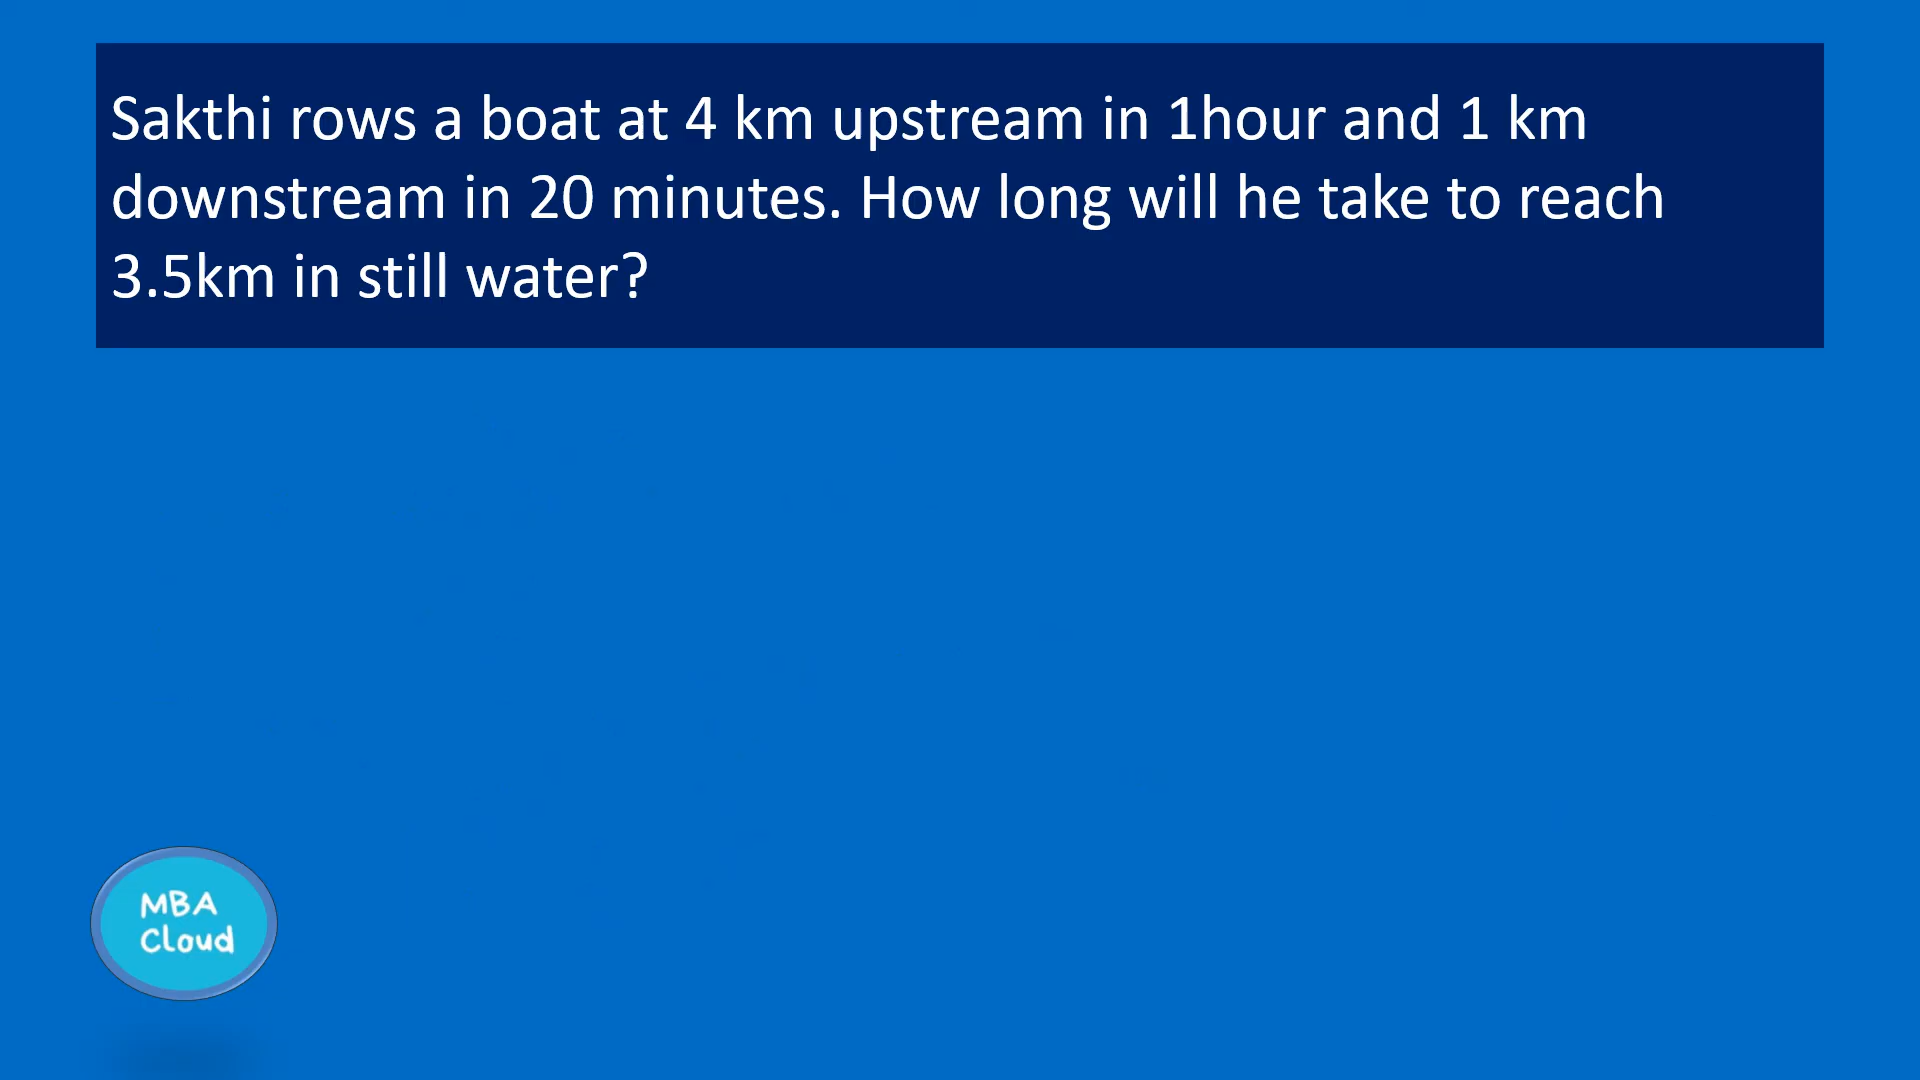 Sakthi rows a boat at 4 km upstream in 1hour and 1 km
downstream in 20 minutes. How long will he take to reach
3.5km in still water?
MBA
Cloud